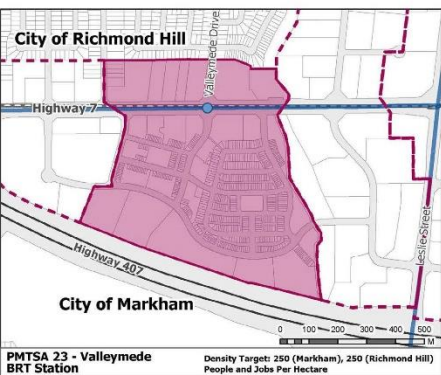 City of Richmond Hill
Valleymede Drive
Highway 7
Leslie Street
Highway 407
City of Markham
0 100 200 300 400 500
M
PMTSA 23 - Valleymede
BRT Station
Density Target: 250 (Markham), 250 (Richmond Hill)
People and Jobs Per Hectare